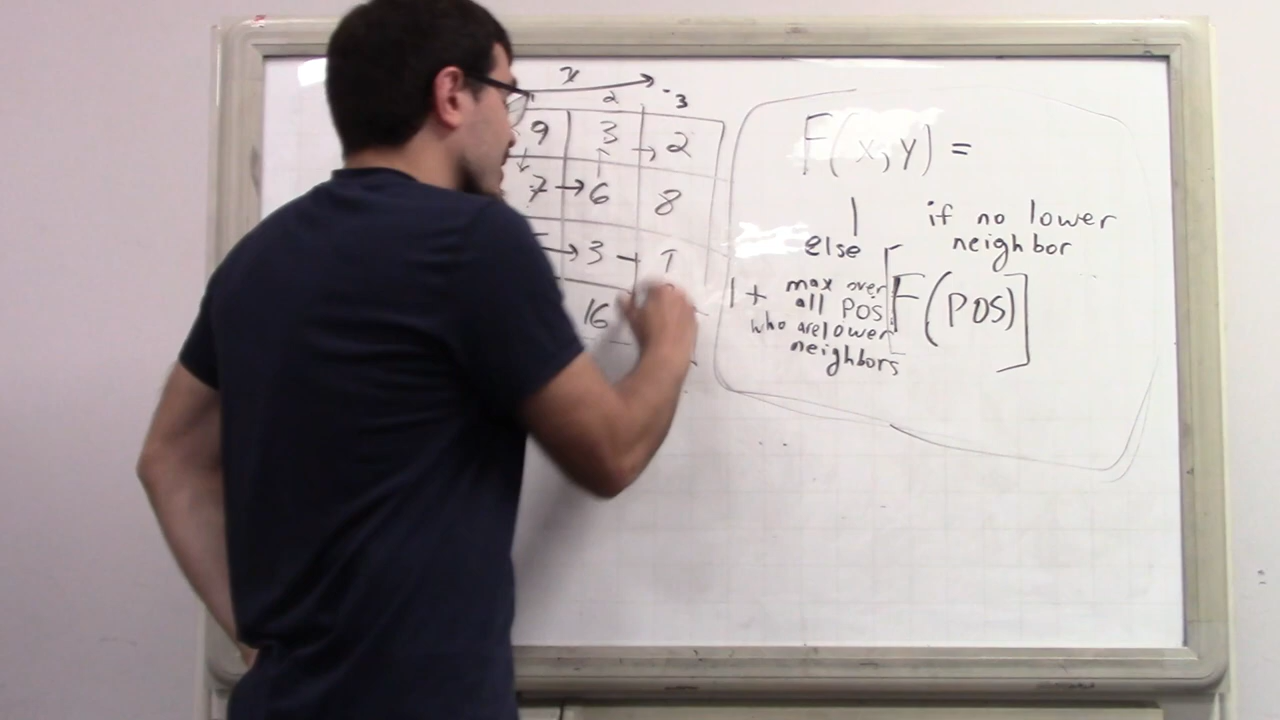 x
2 3
9 3 2
7 6 8
3 1
16
F(x,y) =
1 if no lower
neighbor
else
1 + max over
all pos
who are lower
neighbors
[F(pos)]